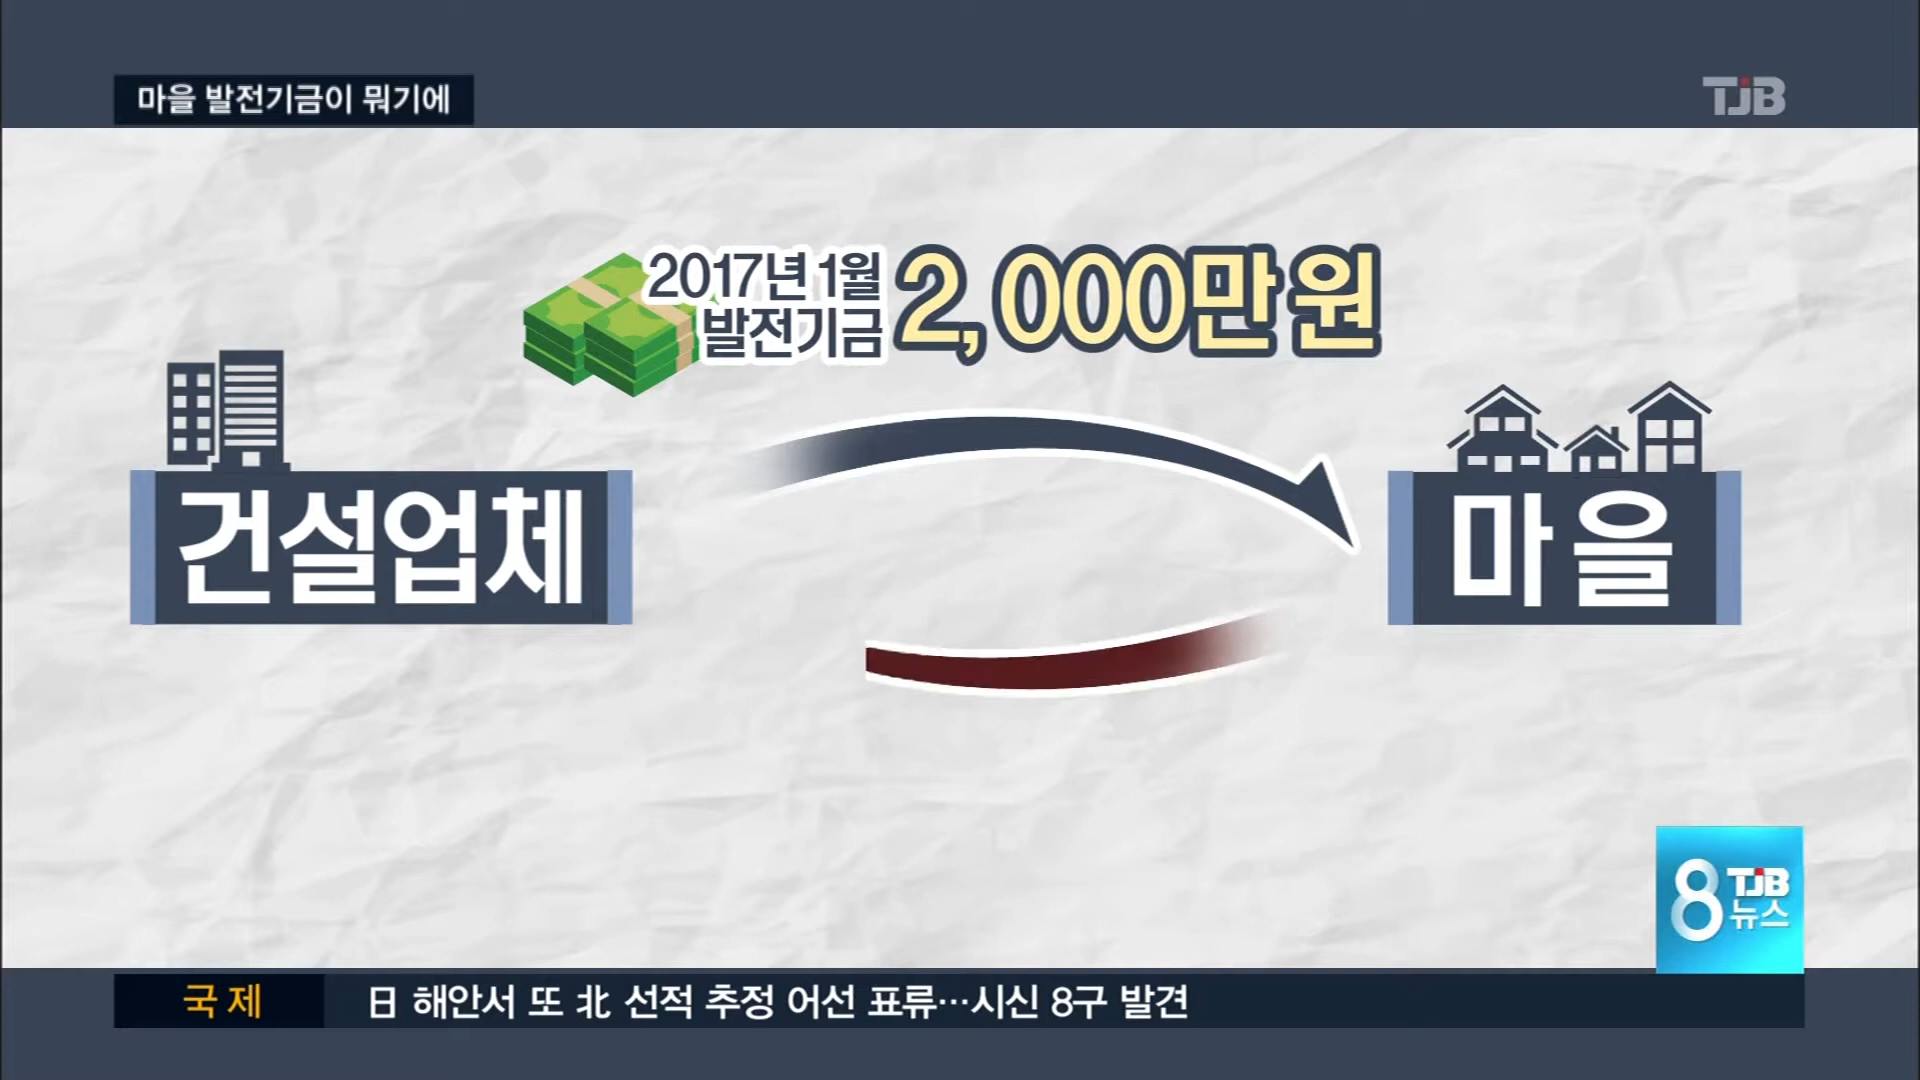 마을 발전기금이 뭐기에
TJB
2017년 1월
발전기금
2,000만원
건설업체
마을
8 TJB
뉴스
국제
日 해안서 또 北 선적 추정 어선 표류…시신 8구 발견